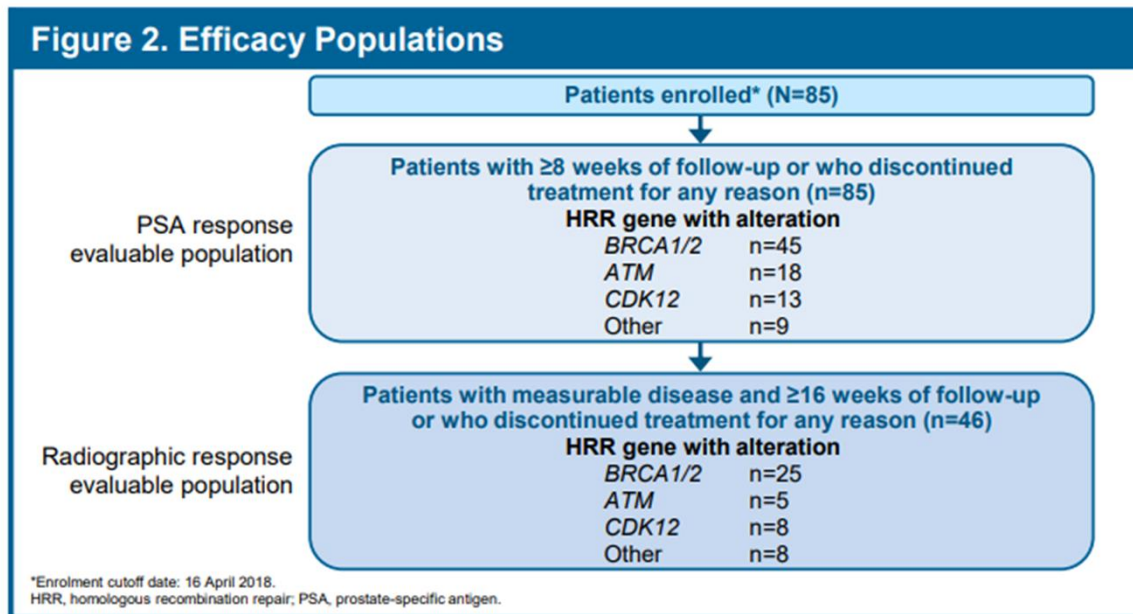 Figure 2. Efficacy Populations
Patients enrolled* (N=85)
PSA response
evaluable population
Patients with ≥8 weeks of follow-up or who discontinued
treatment for any reason (n=85)
HRR gene with alteration
BRCA1/2 n=45
ATM n=18
CDK12 n=13
Other n=9
Radiographic response
evaluable population
Patients with measurable disease and ≥16 weeks of follow-up
or who discontinued treatment for any reason (n=46)
HRR gene with alteration
BRCA1/2 n=25
ATM n=5
CDK12 n=8
Other n=8
*Enrolment cutoff date: 16 April 2018.
HRR, homologous recombination repair; PSA, prostate-specific antigen.